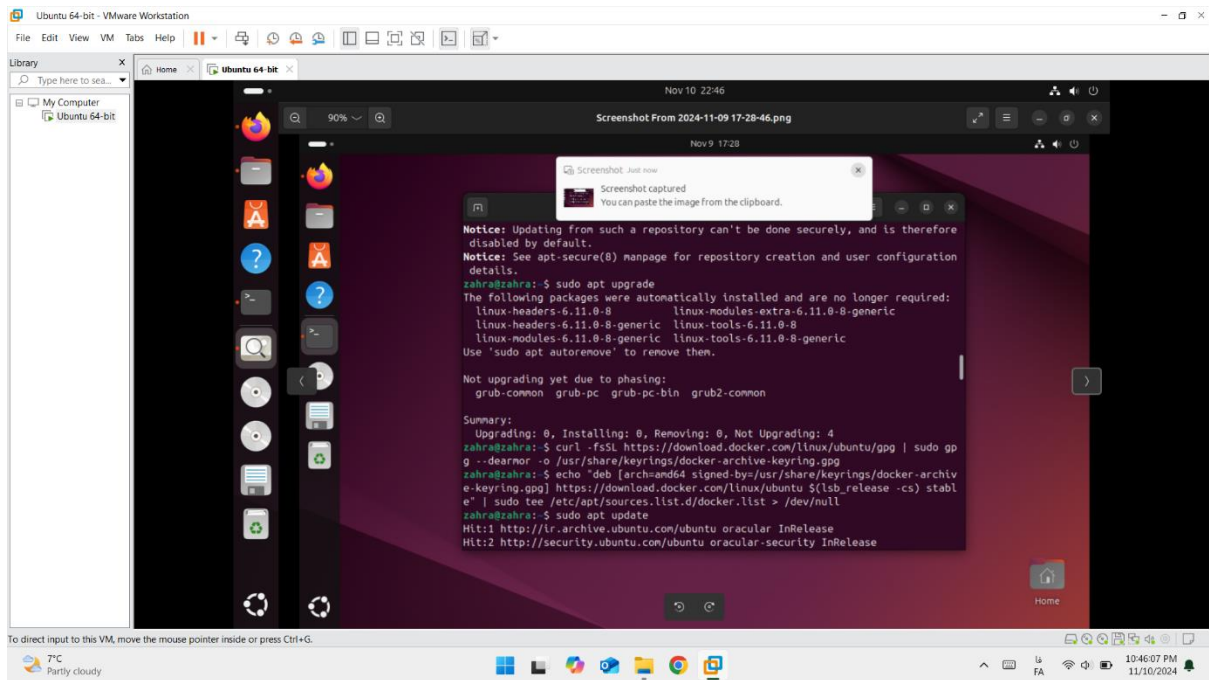 Ubuntu 64-bit - VMware Workstation
File Edit View VM Tabs Help
Library X
Home
Ubuntu 64-bit
Type here to sea...
My Computer
Ubuntu 64-bit
Nov 10 22:46
90%
Screenshot From 2024-11-09 17-28-46.png
Nov 9 17:28
Screenshot Just now
Screenshot captured
You can paste the image from the clipboard.
Notice: Updating from such a repository can't be done securely, and is therefore
disabled by default.
Notice: See apt-secure(8) manpage for repository creation and user configuration
details.
zahra@zahra:~$ sudo apt upgrade
The following packages were automatically installed and are no longer required:
linux-headers-6.11.0-8 linux-modules-extra-6.11.0-8-generic
linux-headers-6.11.0-8-generic linux-tools-6.11.0-8
linux-modules-6.11.0-8-generic linux-tools-6.11.0-8-generic
Use 'sudo apt autoremove' to remove them.
Not upgrading yet due to phasing:
grub-common grub-pc grub-pc-bin grub2-common
Summary:
Upgrading: 0, Installing: 0, Removing: 0, Not Upgrading: 4
zahra@zahra:~$ curl -fsSL https://download.docker.com/linux/ubuntu/gpg | sudo gp
g --dearmor -o /usr/share/keyrings/docker-archive-keyring.gpg
zahra@zahra:~$ echo "deb [arch=amd64 signed-by=/usr/share/keyrings/docker-archiv
e-keyring.gpg] https://download.docker.com/linux/ubuntu $(lsb_release -cs) stabl
e" | sudo tee /etc/apt/sources.list.d/docker.list > /dev/null
zahra@zahra:~$ sudo apt update
Hit:1 http://ir.archive.ubuntu.com/ubuntu oracular InRelease
Hit:2 http://security.ubuntu.com/ubuntu oracular-security InRelease
Home
To direct input to this VM, move the mouse pointer inside or press Ctrl+G.
7°C
Partly cloudy
فا
FA
10:46:07 PM
11/10/2024